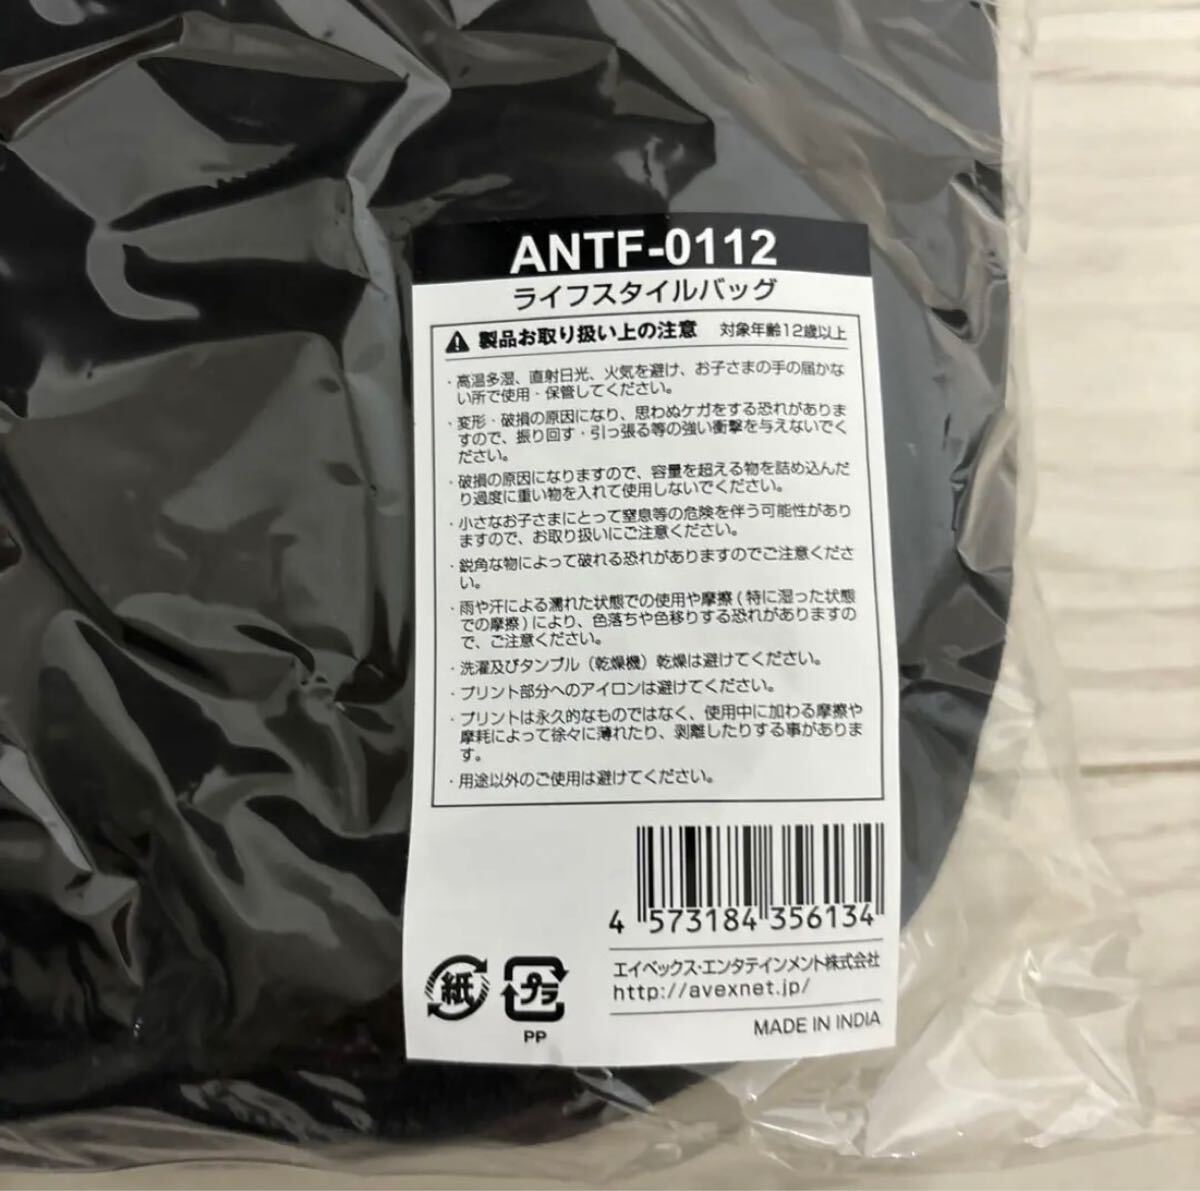 ANTF-0112
ライフスタイルバッグ
製品お取り扱い上の注意 対象年齢12歳以上
・高温多湿、直射日光、火気を避け、お子さまの手の届かな
い所で使用・保管してください。
・変形・破損の原因になり、思わぬケガをする恐れがありま
すので、振り回す・引っ張る等の強い衝撃を与えないでく
ださい。
・破損の原因になりますので、容量を超える物を詰め込んだ
り過度に重い物を入れて使用しないでください。
・小さなお子さまにとって窒息等の危険を伴う可能性があり
ますので、お取り扱いにご注意ください。
・鋭角な物によって破れる恐れがありますのでご注意くださ
い。
・雨や汗による濡れた状態での使用や摩擦(特に湿った状態
での摩擦)により、色落ちや色移りする恐れがありますの
で、ご注意ください。
・洗濯及びタンブル（乾燥機）乾燥は避けてください。
・プリント部分へのアイロンは避けてください。
・プリントは永久的なものではなく、使用中に加わる摩擦や
摩耗によって徐々に薄れたり、剥離したりする事がありま
す。
・用途以外のご使用は避けてください。
4 573184 356134
紙
プラ
PP
エイベックス・エンタテインメント株式会社
http://avexnet.jp/
MADE IN INDIA